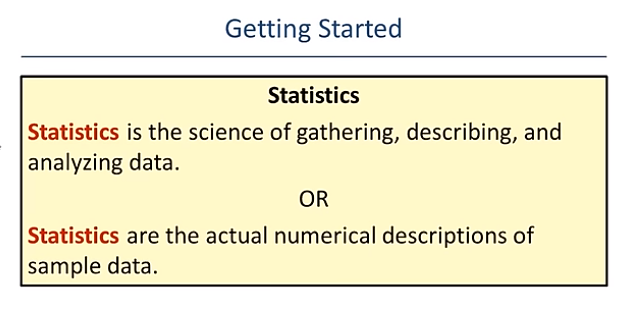 Getting Started
Statistics
Statistics is the science of gathering, describing, and
analyzing data.
OR
Statistics are the actual numerical descriptions of
sample data.